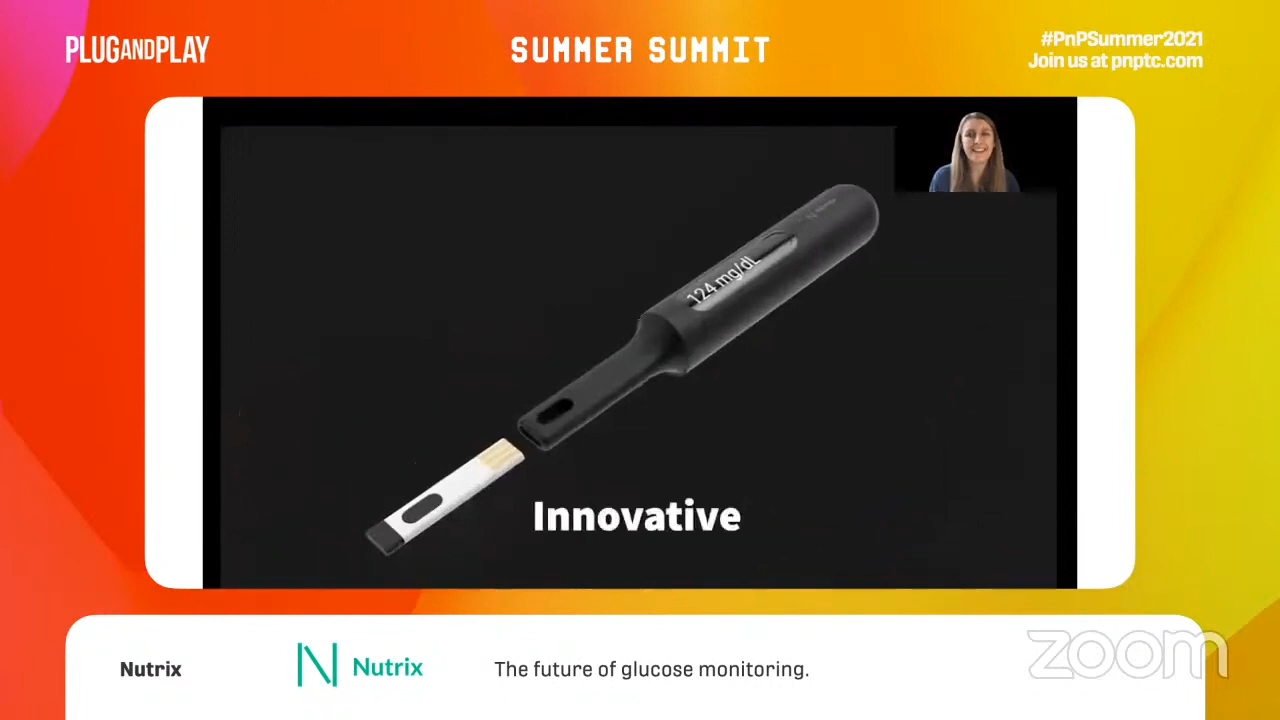 PLUGANDPLAY
SUMMER SUMMIT
#PnPSummer2021
Join us at pnptc.com
124 mg/dL
Innovative
Nutrix
Nutrix
The future of glucose monitoring.
zoom